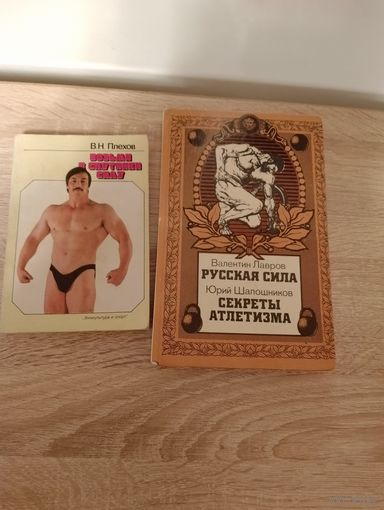 В.Н. Плехов
ВОЗЬМИ
В СПУТНИКИ
СИЛУ
„Физкультура и спорт“
Валентин Лавров
РУССКАЯ СИЛА
Юрий Шапошников
СЕКРЕТЫ
АТЛЕТИЗМА